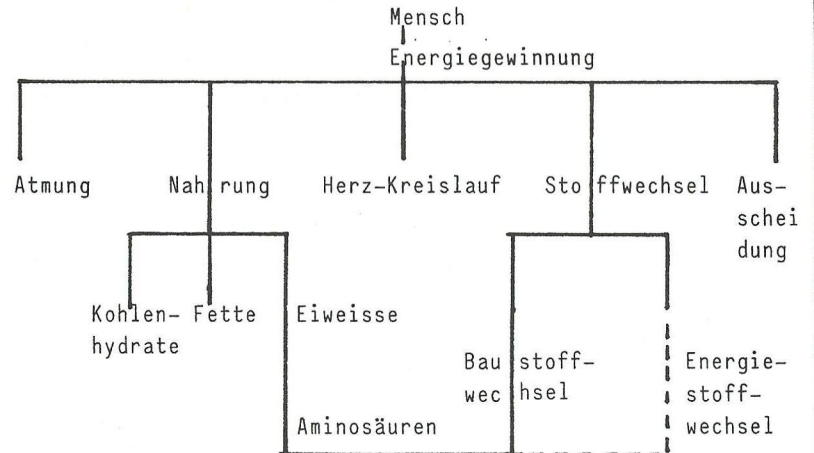 Mensch
Energiegewinnung
Atmung Nahrung Herz-Kreislauf Stoffwechsel Aus-
schei
dung
Kohlen- Fette Eiweisse
hydrate
Baustoff- Energie-
wechsel stoff-
Aminosäuren wechsel